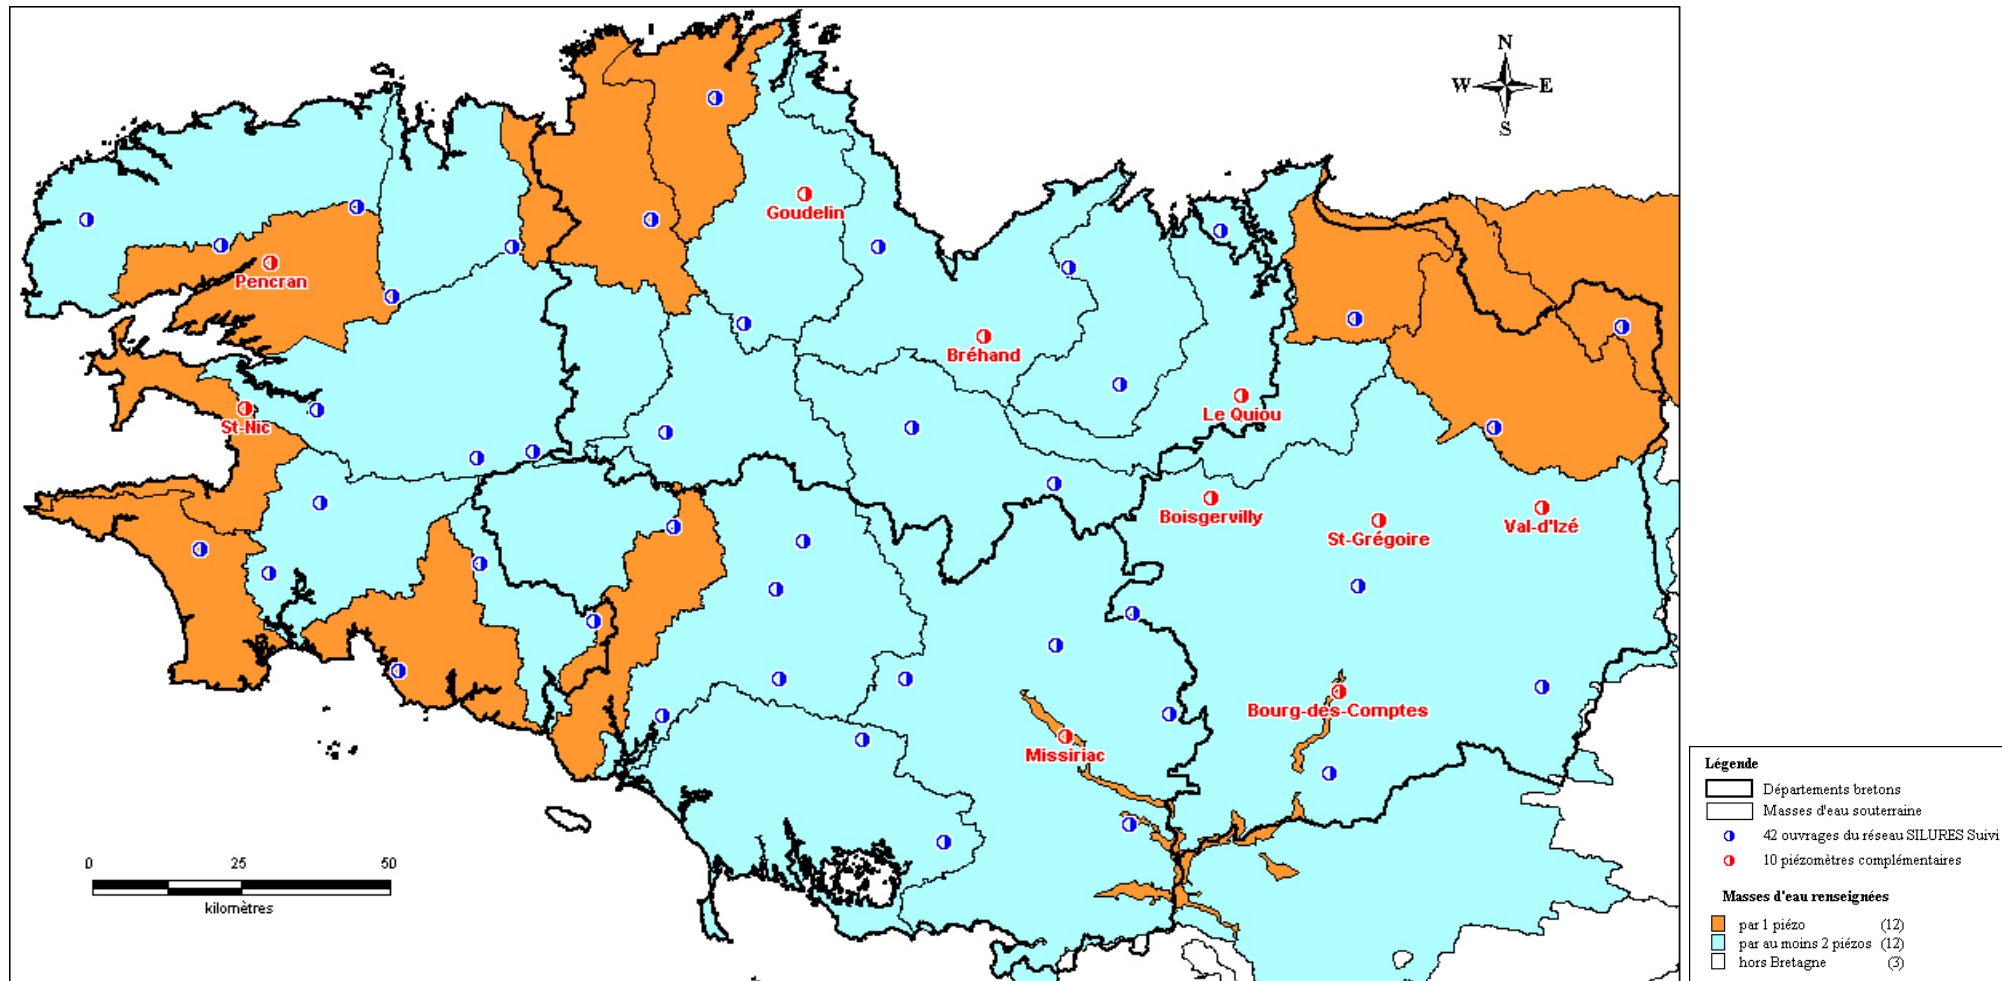 N
W E
S
Goudelin
Pencran
Bréhand
Le Quiou
St-Nic
Boisgervilly
St-Grégoire
Val-d'Izé
Bourg-des-Comptes
Missiriac
0 25 50
kilomètres
Légende
Départements bretons
Masses d'eau souterraine
42 ouvrages du réseau SILURES Suivi
10 piézomètres complémentaires
Masses d'eau renseignées
par 1 piézo (12)
par au moins 2 piézos (12)
hors Bretagne (3)